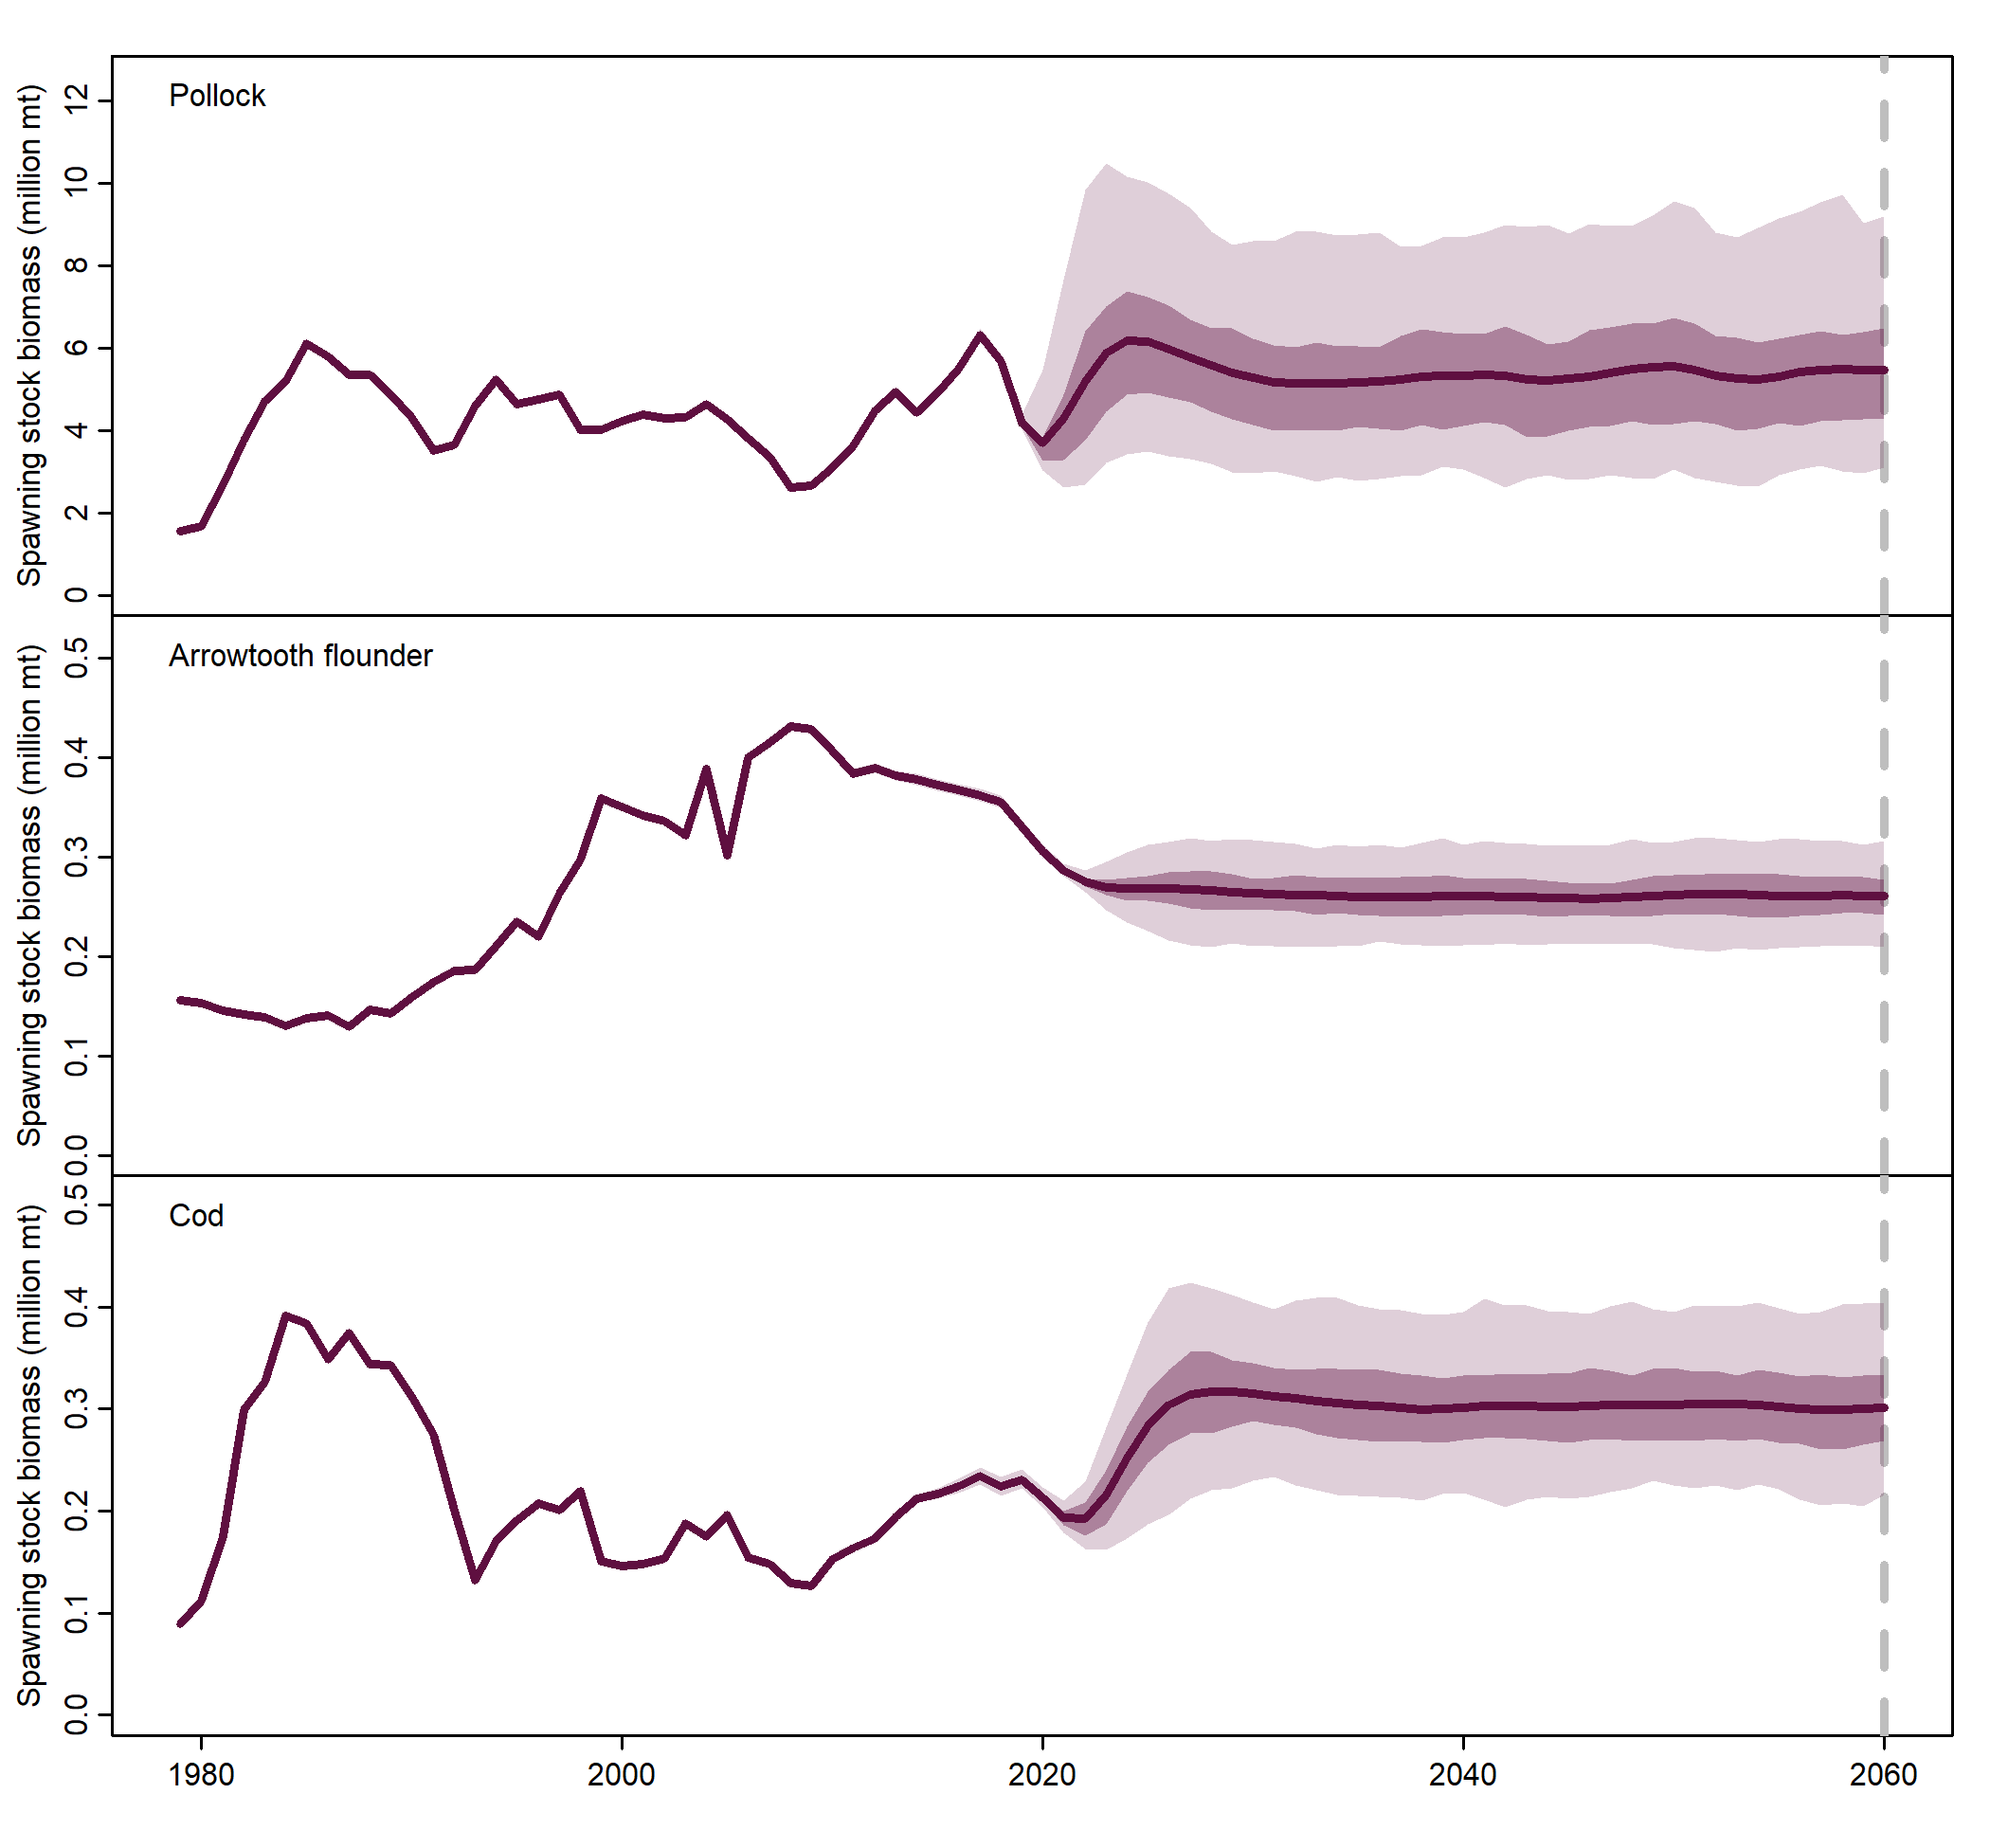 Pollock
Spawning stock biomass (million mt)
12
10
8
6
4
2
0
Arrowtooth flounder
Spawning stock biomass (million mt)
0.5
0.4
0.3
0.2
0.1
0.0
Cod
Spawning stock biomass (million mt)
0.5
0.4
0.3
0.2
0.1
0.0
1980 2000 2020 2040 2060